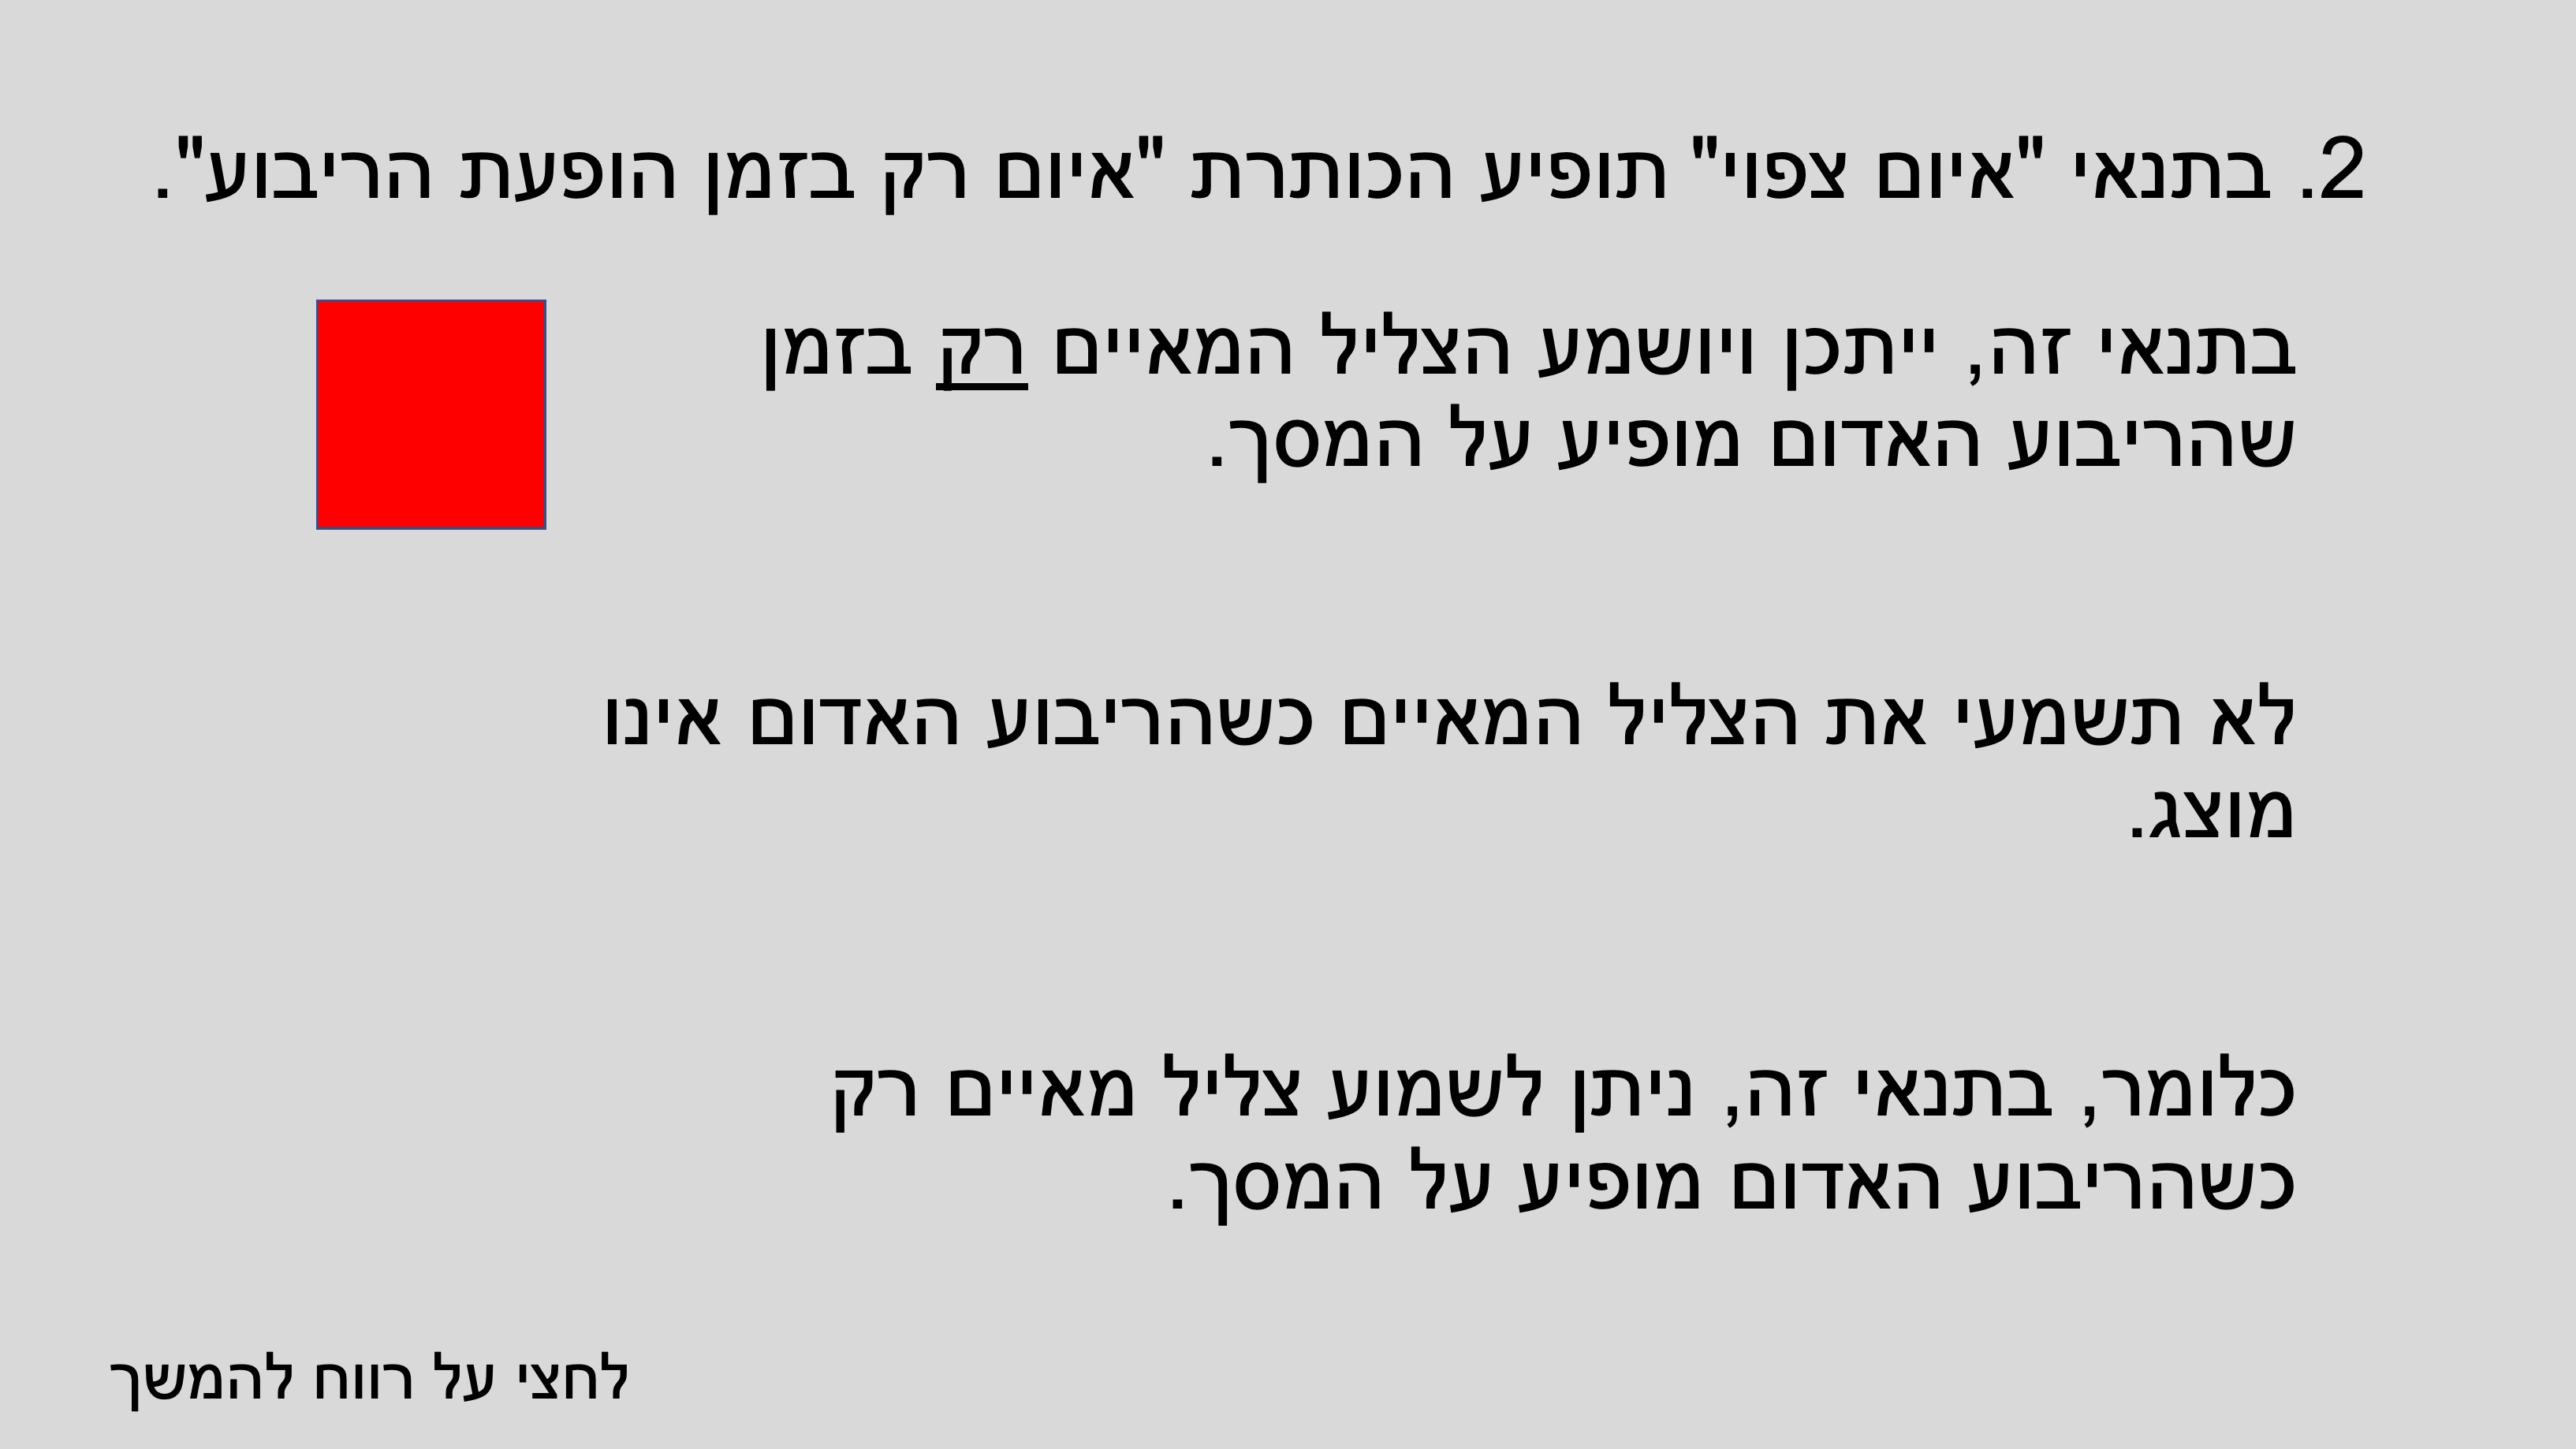 2. בתנאי "איום צפוי" תופיע הכותרת "איום רק בזמן הופעת הריבוע".
בתנאי זה, ייתכן ויושמע הצליל המאיים רק בזמן
שהריבוע האדום מופיע על המסך.
לא תשמעי את הצליל המאיים כשהריבוע האדום אינו
מוצג.
כלומר, בתנאי זה, ניתן לשמוע צליל מאיים רק
כשהריבוע האדום מופיע על המסך.
לחצי על רווח להמשך